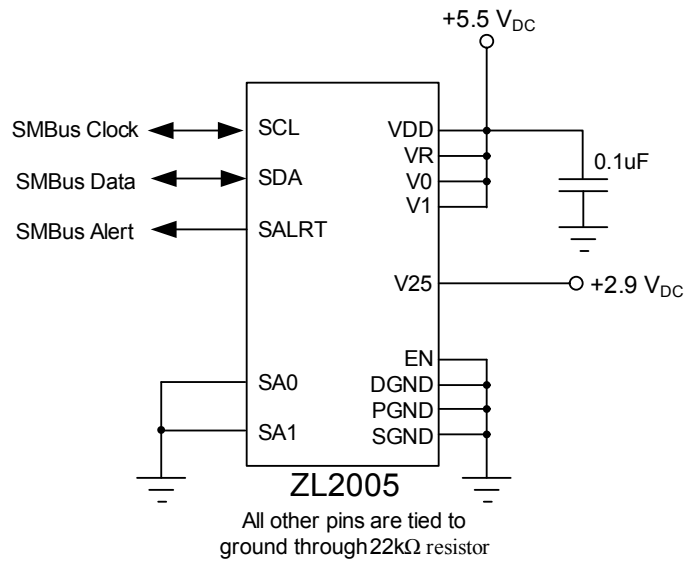 +5.5 VDC
SMBus Clock
SCL
VDD
VR
0.1uF
SMBus Data
SDA
V0
V1
SMBus Alert
SALRT
V25
+2.9 VDC
EN
SA0
DGND
PGND
SA1
SGND
ZL2005
All other pins are tied to
ground through 22kΩ resistor